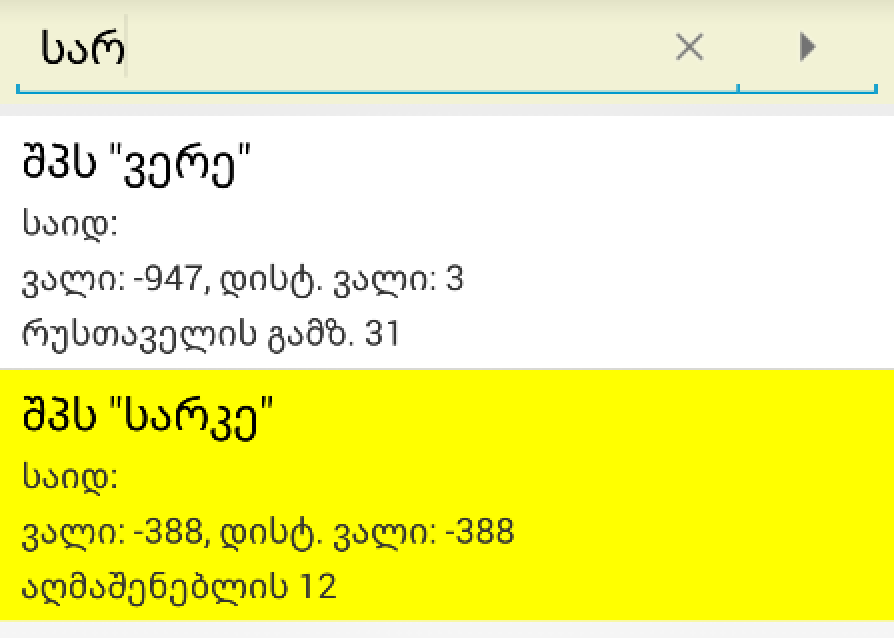 სარ
შპს "ვერე"
საიდ:
ვალი: -947, დისტ. ვალი: 3
რუსთაველის გამზ. 31
შპს "სარკე"
საიდ:
ვალი: -388, დისტ. ვალი: -388
აღმაშენებლის 12